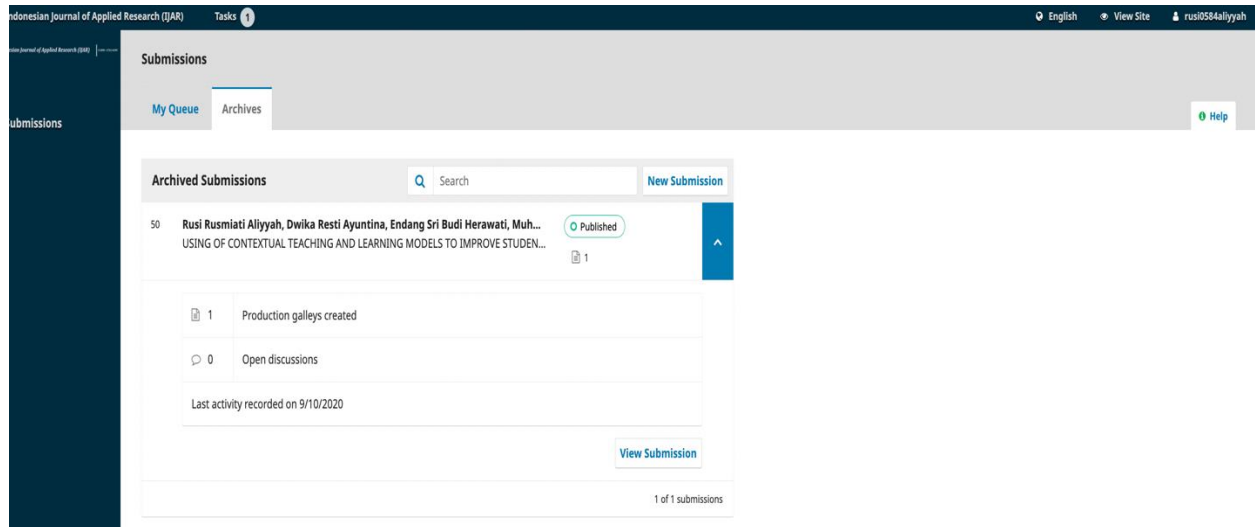 ndonesian Journal of Applied Research (IJAR) Tasks 1 English View Site rusi0584aliyyah
Submissions
My Queue Archives
ubmissions
Help
Archived Submissions Search New Submission
50 Rusi Rusmiati Aliyyah, Dwika Resti Ayuntina, Endang Sri Budi Herawati, Muh... Published
USING OF CONTEXTUAL TEACHING AND LEARNING MODELS TO IMPROVE STUDEN...
1
1 Production galleys created
0 Open discussions
Last activity recorded on 9/10/2020
View Submission
1 of 1 submissions